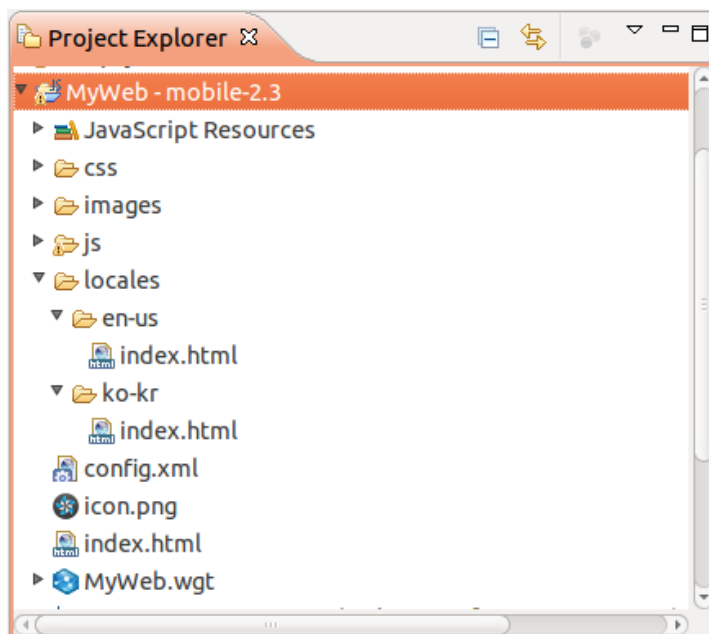 Project Explorer
MyWeb - mobile-2.3
JavaScript Resources
css
images
js
locales
en-us
index.html
ko-kr
index.html
config.xml
icon.png
index.html
MyWeb.wgt